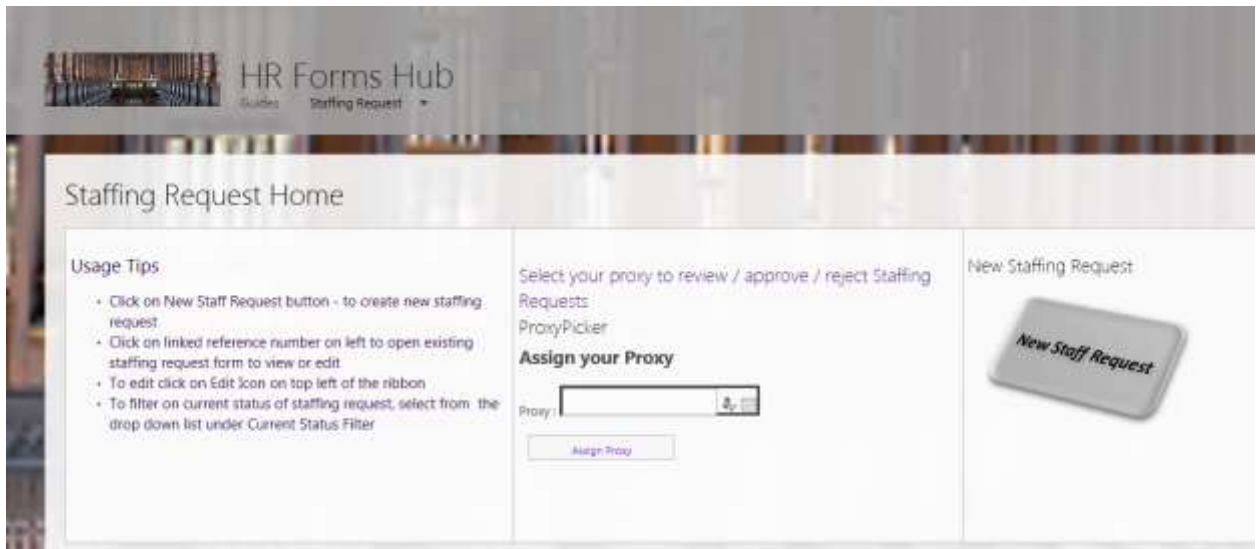 HR Forms Hub
Guides Staffing Request
Staffing Request Home
Usage Tips
• Click on New Staff Request button - to create new staffing
request
• Click on linked reference number on left to open existing
staffing request form to view or edit
• To edit click on Edit Icon on top left of the ribbon
• To filter on current status of staffing request, select from the
drop down list under Current Status Filter
Select your proxy to review / approve / reject Staffing
Requests
ProxyPicker
Assign your Proxy
Proxy :
Assign Proxy
New Staffing Request
New Staff Request